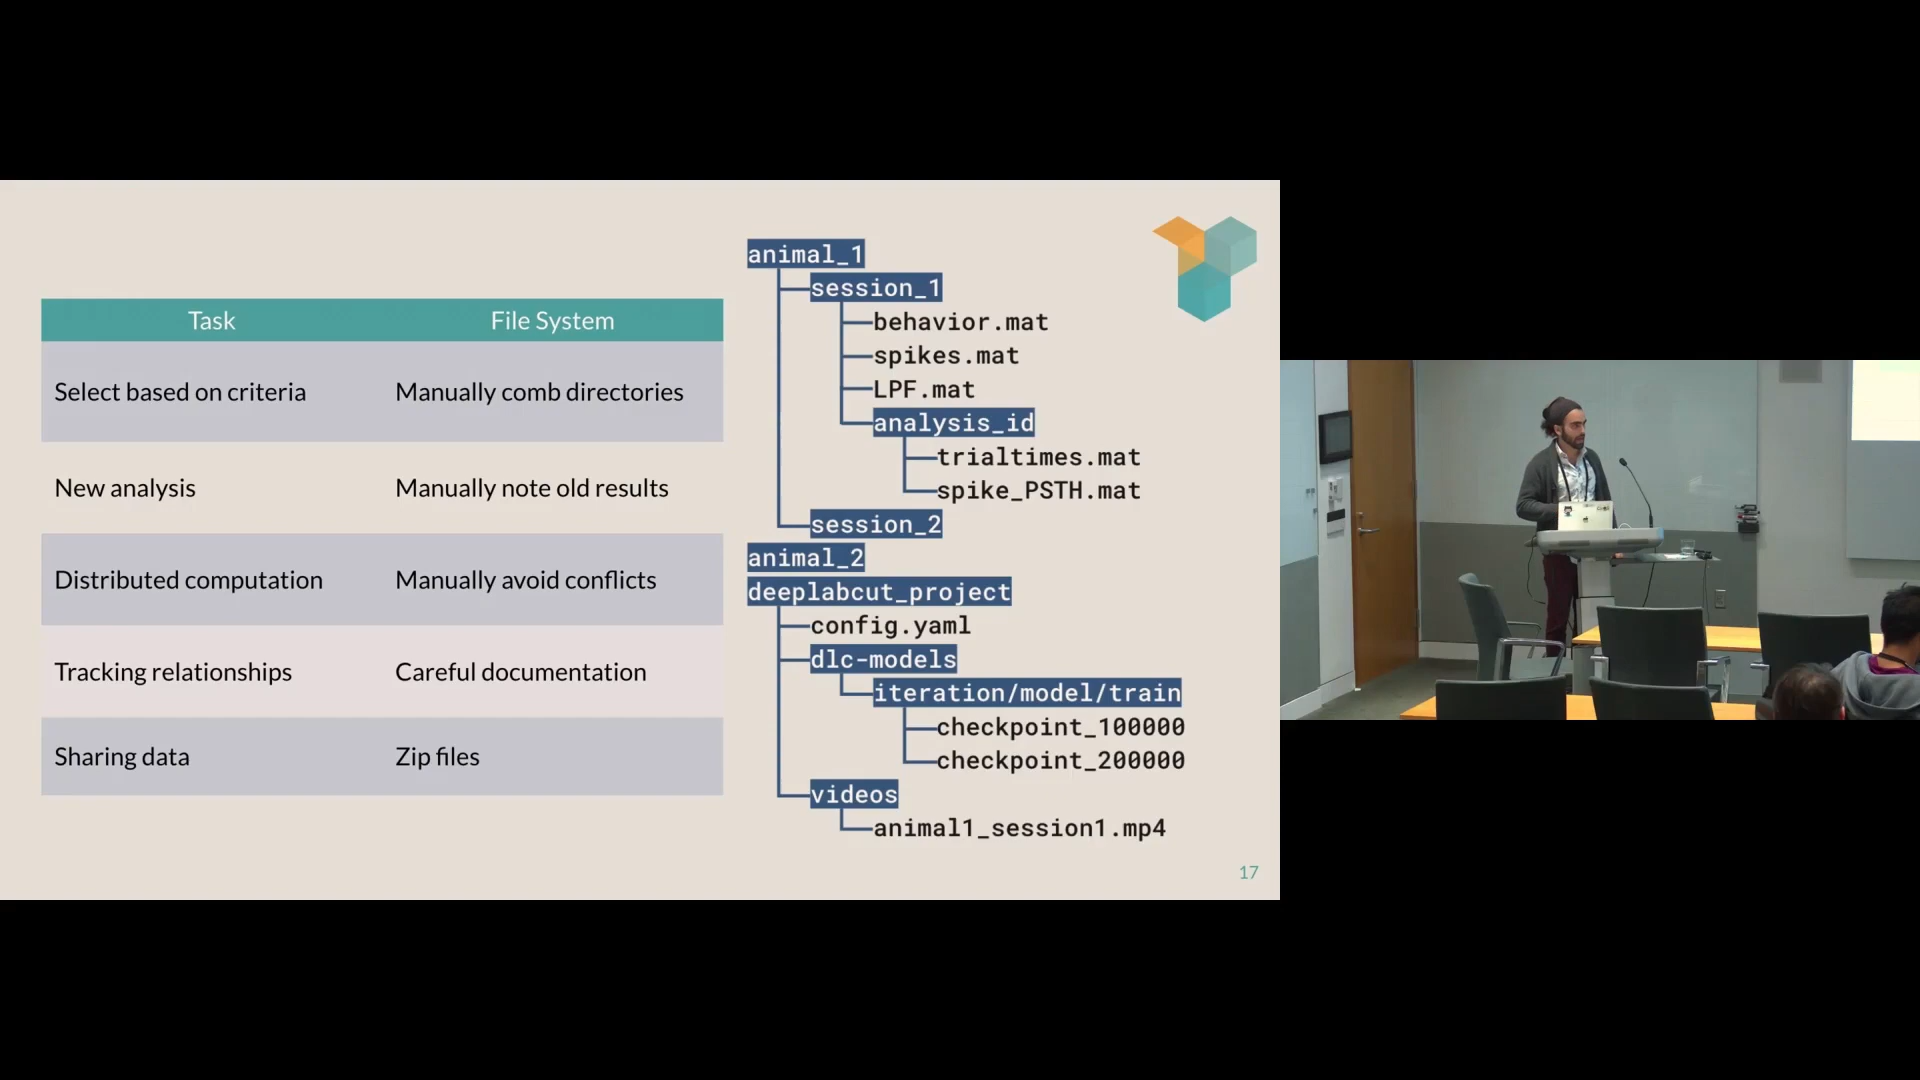 Task File System
Select based on criteria Manually comb directories
New analysis Manually note old results
Distributed computation Manually avoid conflicts
Tracking relationships Careful documentation
Sharing data Zip files
animal_1
session_1
behavior.mat
spikes.mat
LPF.mat
analysis_id
trialtimes.mat
spike_PSTH.mat
session_2
animal_2
deeplabcut_project
config.yaml
dlc-models
iteration/model/train
checkpoint_100000
checkpoint_200000
videos
animal1_session1.mp4
17